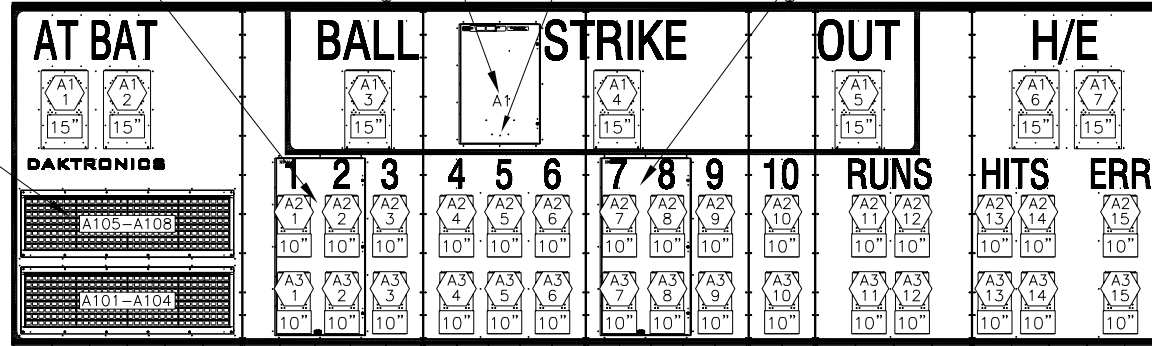 AT BAT BALL STRIKE OUT H/E
A1 1 A1 2 A1 3 A1 A1 4 A1 5 A1 6 A1 7
15" 15" 15" 15" 15" 15" 15"
DAKTRONICS
1 2 3 4 5 6 7 8 9 10 RUNS HITS ERR
A2 1 A2 2 A2 3 A2 4 A2 5 A2 6 A2 7 A2 8 A2 9 A2 10 A2 11 A2 12 A2 13 A2 14 A2 15
A105-A108
10" 10" 10" 10" 10" 10" 10" 10" 10" 10" 10" 10" 10" 10" 10"
A3 1 A3 2 A3 3 A3 4 A3 5 A3 6 A3 7 A3 8 A3 9 A3 10 A3 11 A3 12 A3 13 A3 14 A3 15
A101-A104
10" 10" 10" 10" 10" 10" 10" 10" 10" 10" 10" 10" 10" 10" 10"